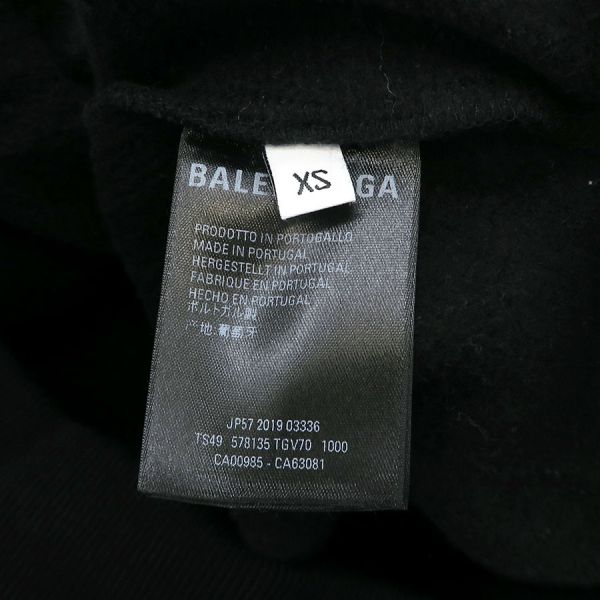 XS
BALE GA
PRODOTTO IN PORTOGALLO
MADE IN PORTUGAL
HERGESTELLT IN PORTUGAL
FABRIQUE EN PORTUGAL
HECHO EN PORTUGAL
ポルトガル製
产地:葡萄牙
JP57 2019 03336
TS49 578135 TGV70 1000
CA00985 - CA63081